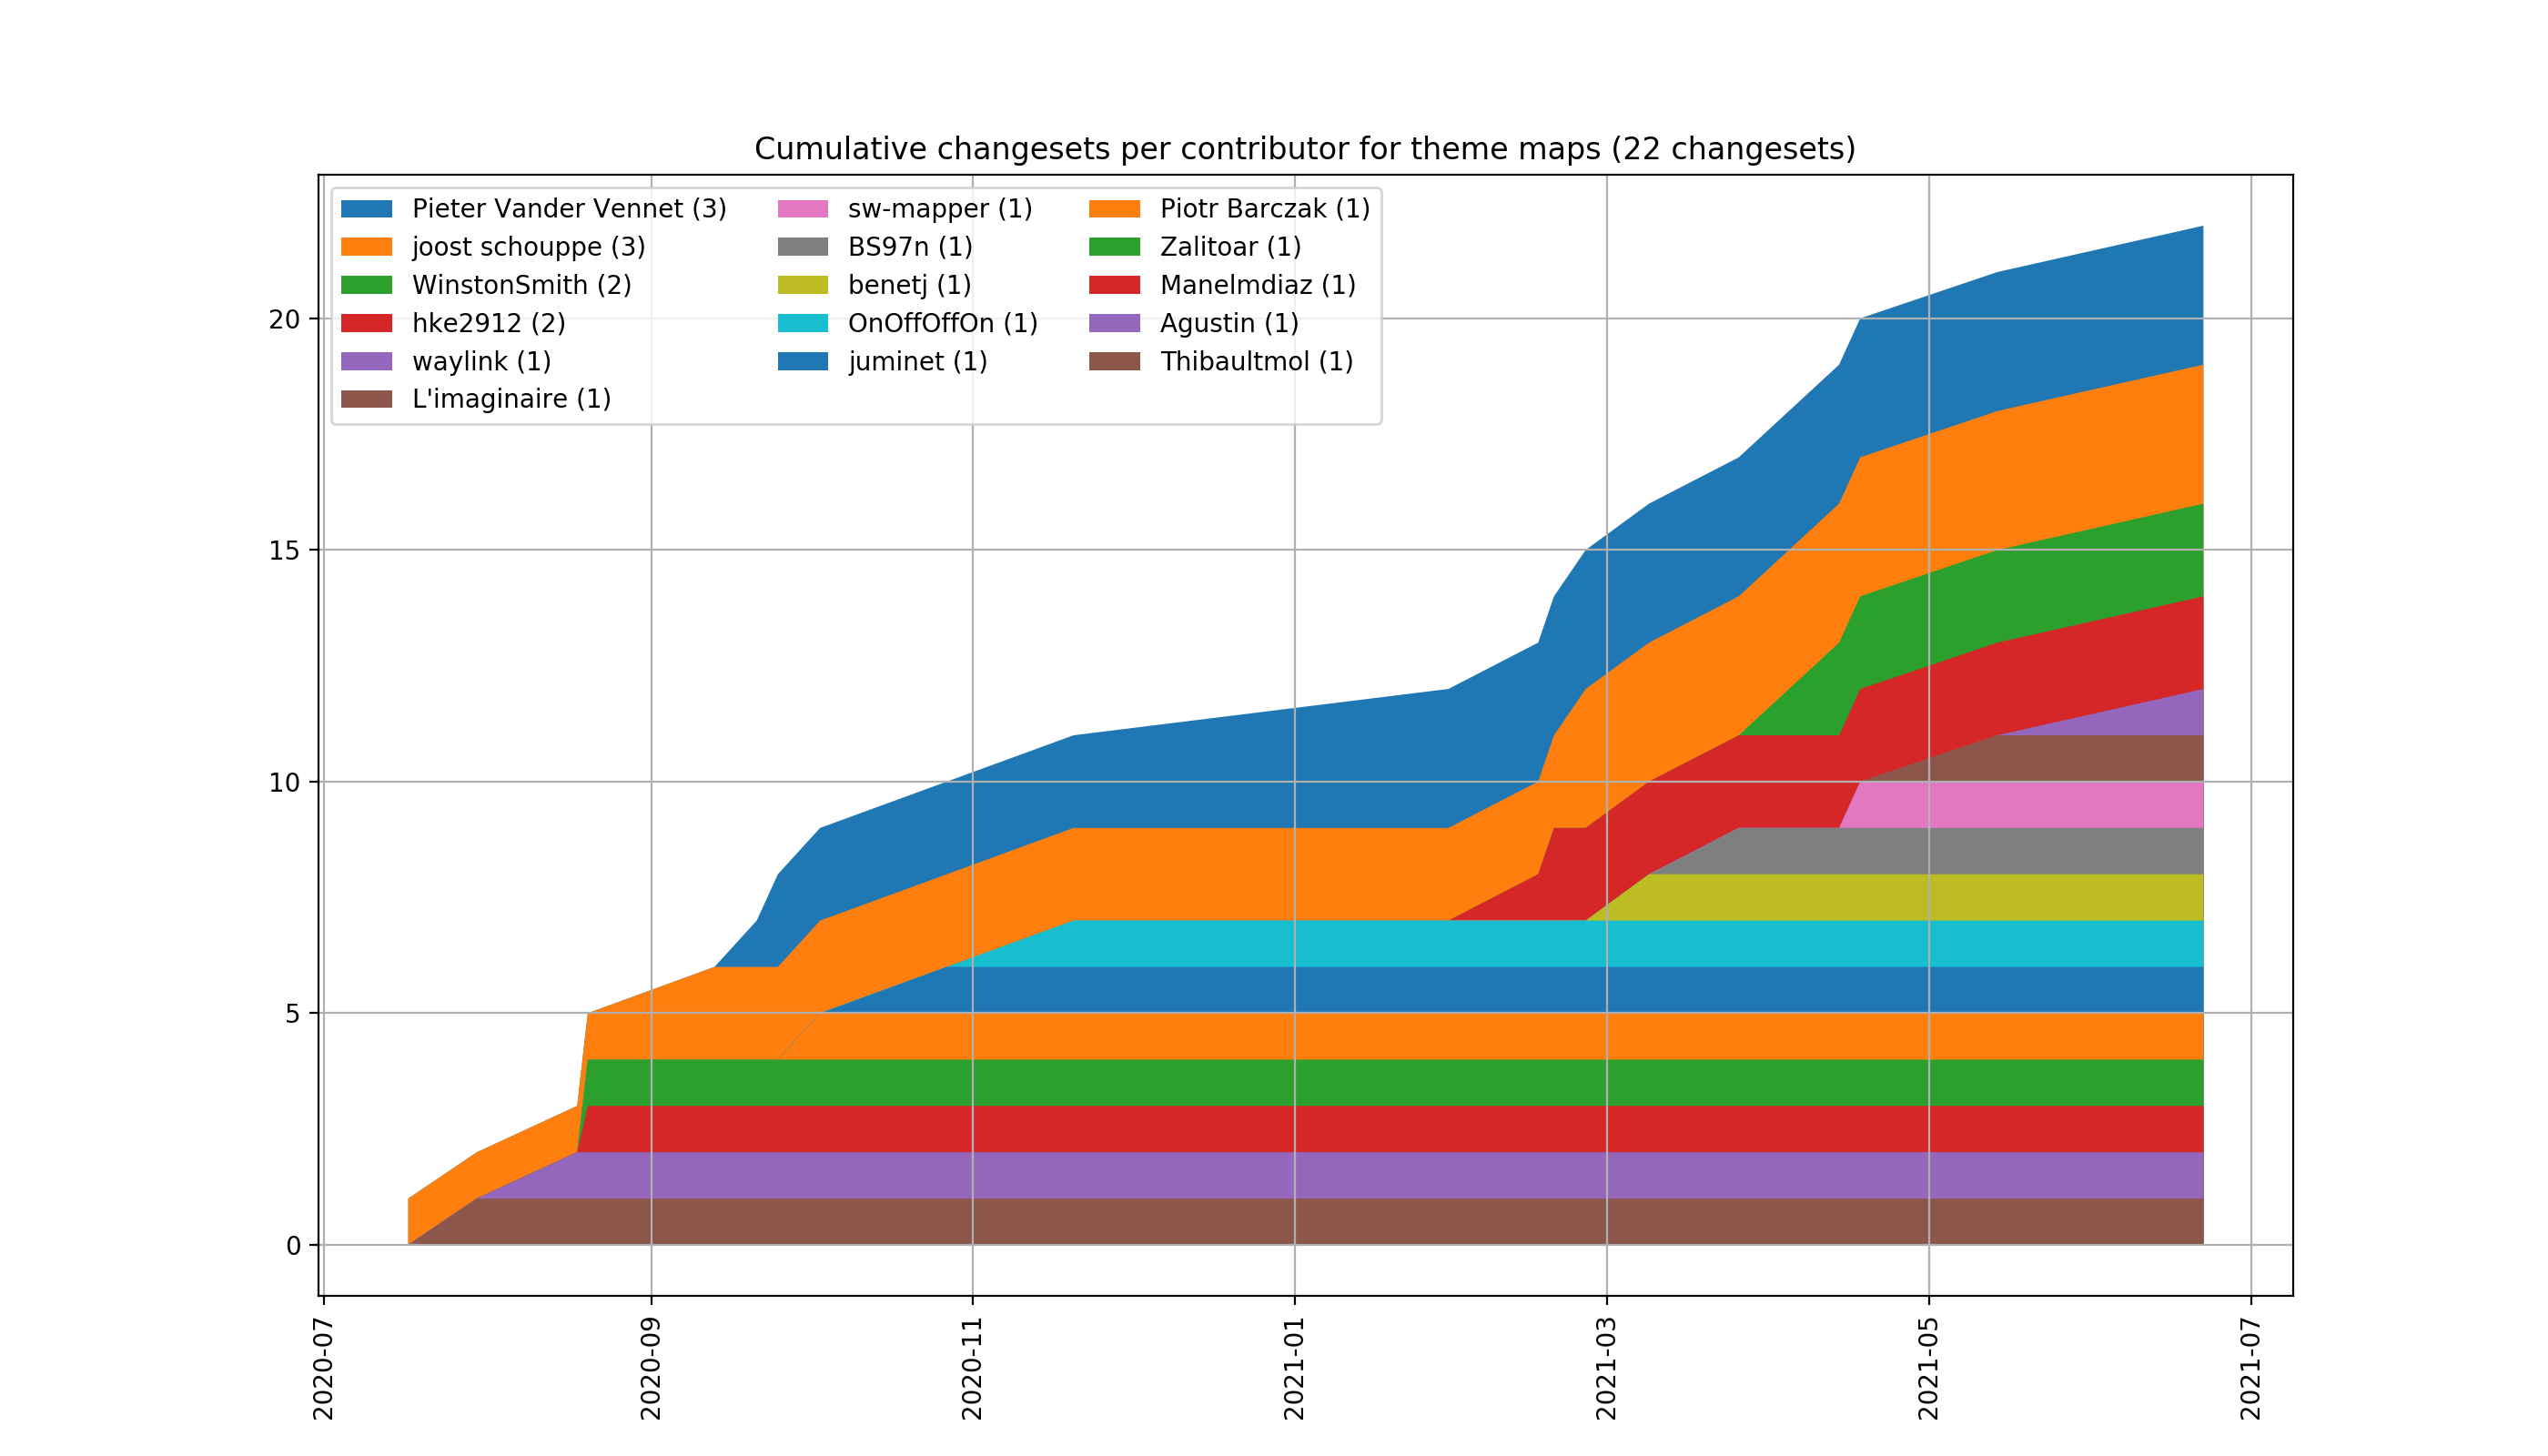 Cumulative changesets per contributor for theme maps (22 changesets)
Pieter Vander Vennet (3)
joost schouppe (3)
WinstonSmith (2)
hke2912 (2)
waylink (1)
L'imaginaire (1)
sw-mapper (1)
BS97n (1)
benetj (1)
OnOffOffOn (1)
juminet (1)
Piotr Barczak (1)
Zalitoar (1)
Manelmdiaz (1)
Agustin (1)
Thibaultmol (1)
20
15
10
5
0
2020-07
2020-09
2020-11
2021-01
2021-03
2021-05
2021-07